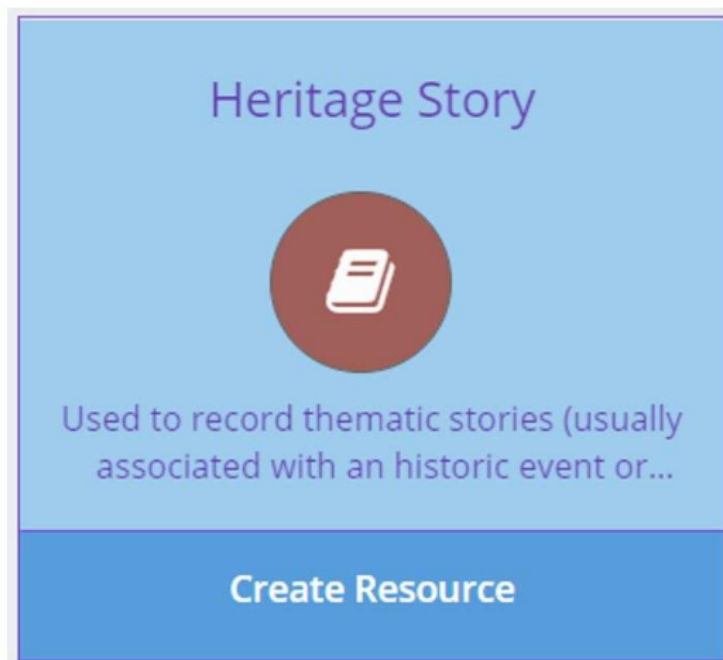 Heritage Story
Used to record thematic stories (usually
associated with an historic event or...
Create Resource